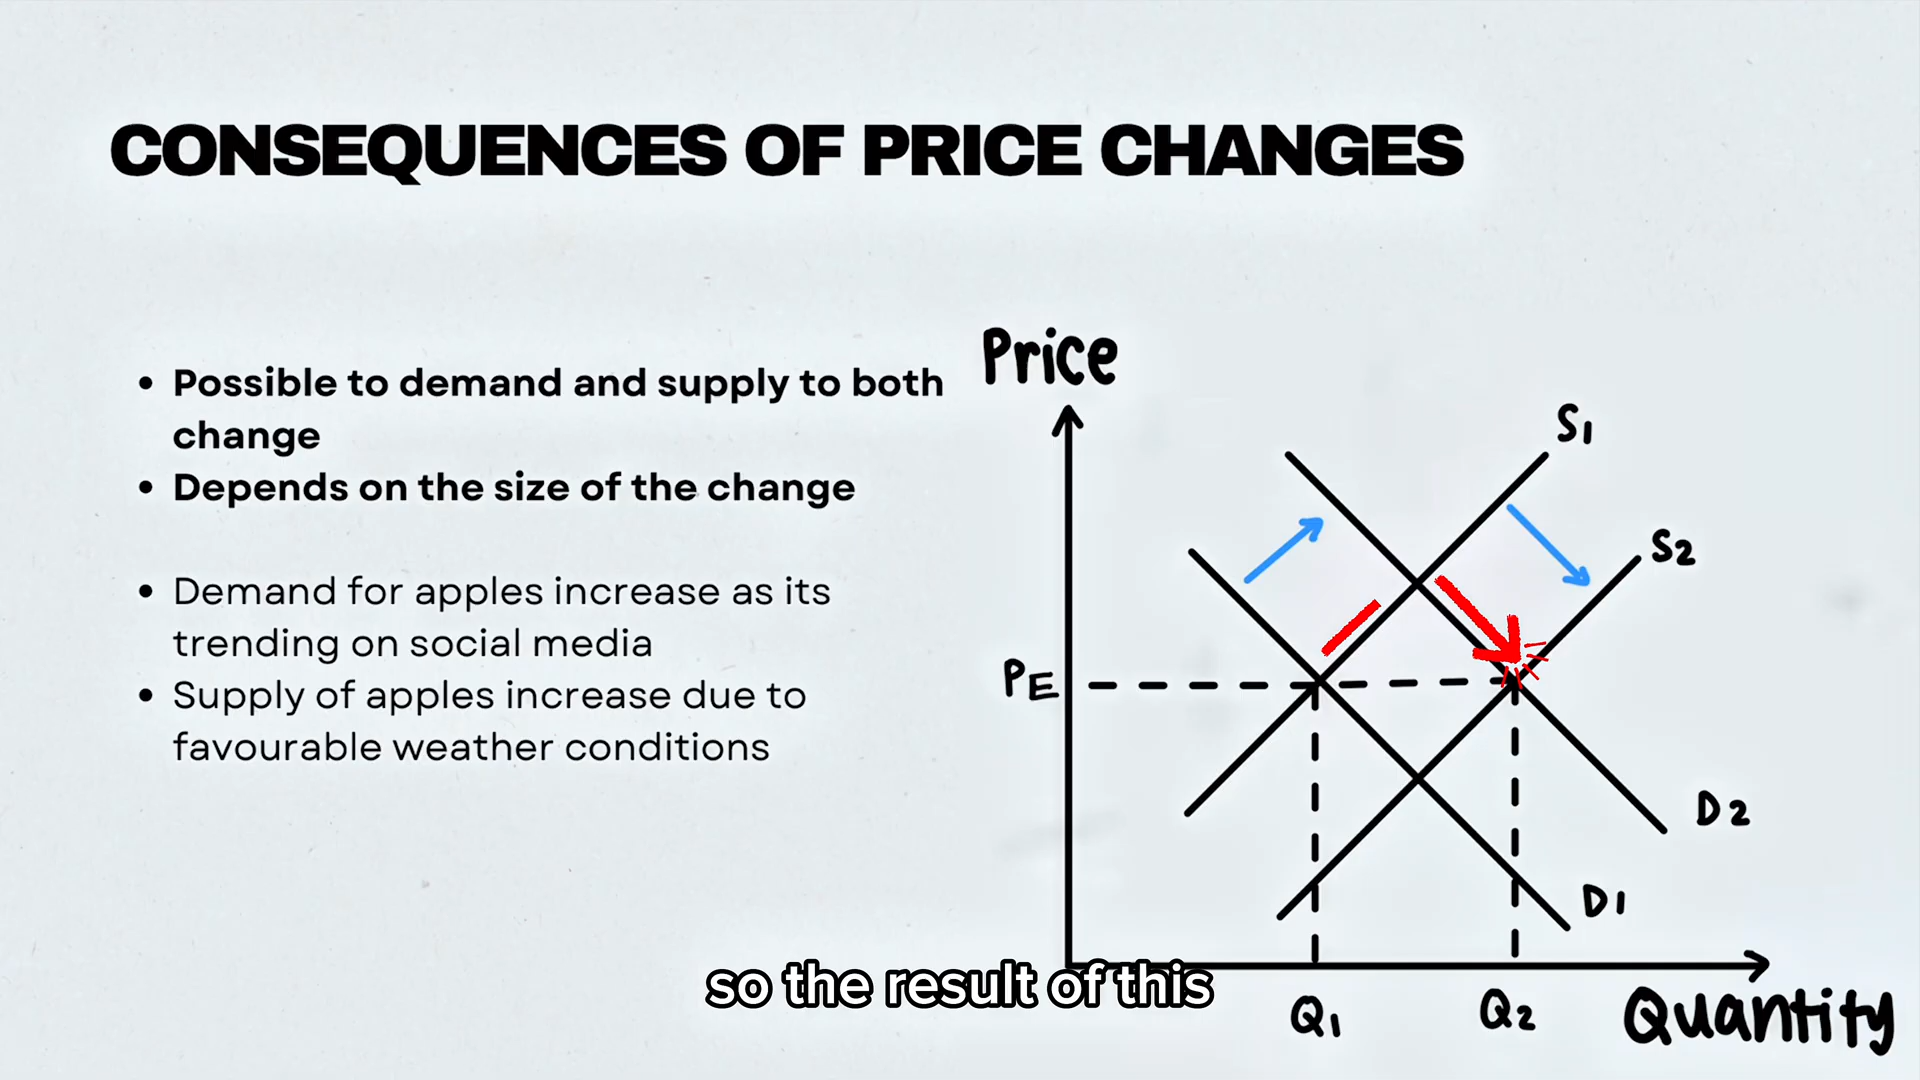 CONSEQUENCES OF PRICE CHANGES
• Possible to demand and supply to both
change
• Depends on the size of the change
• Demand for apples increase as its
trending on social media
• Supply of apples increase due to
favourable weather conditions
Price
S1
S2
PE
D2
D1
so the result of this
Q1
Q2
Quantity